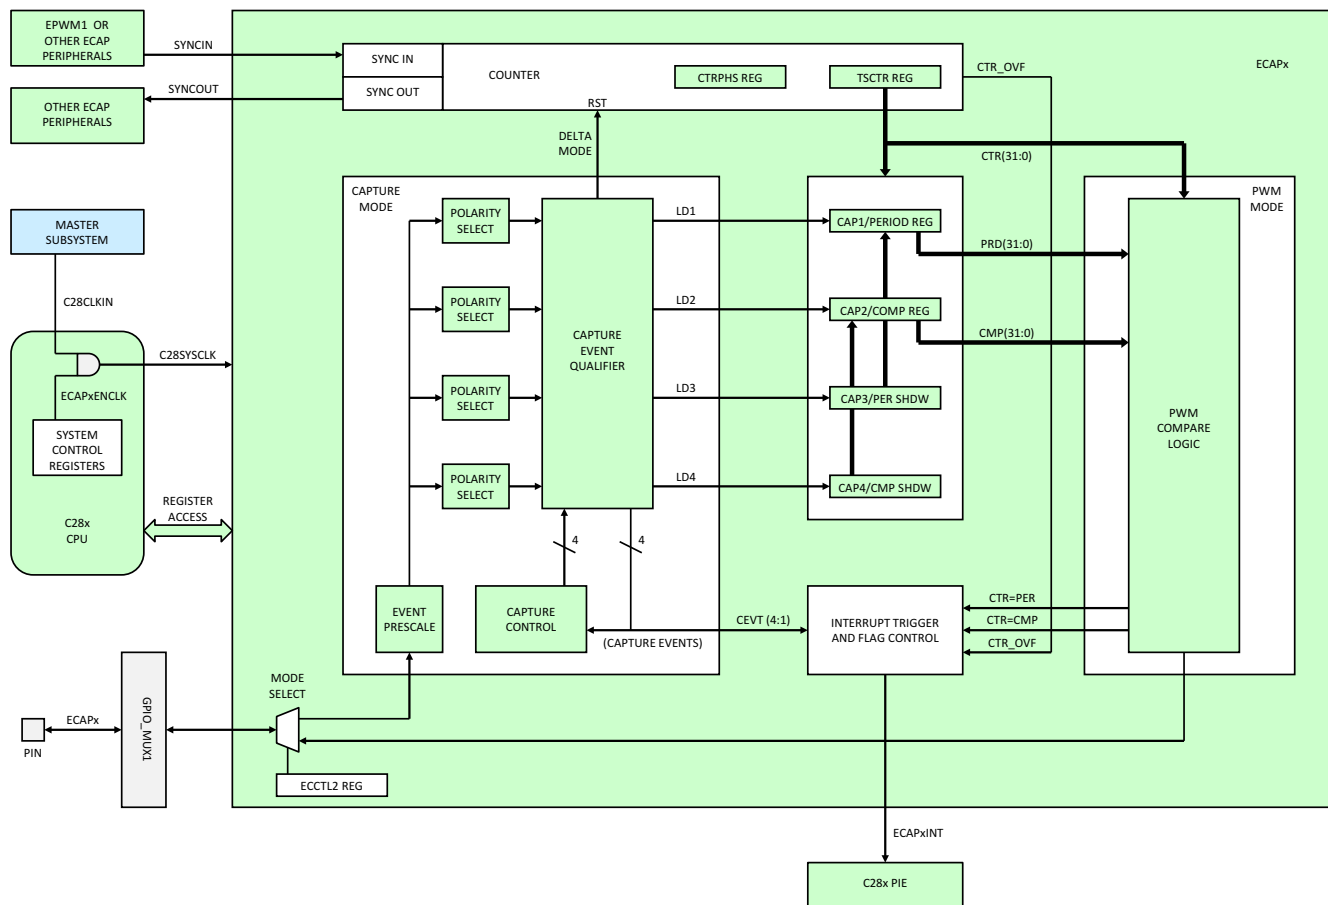 EPWM1 OR
OTHER ECAP
PERIPHERALS
SYNCIN
SYNC IN
COUNTER
CTRPHS REG
TSCTR REG
CTR_OVF
ECAPx
OTHER ECAP
PERIPHERALS
SYNCOUT
SYNC OUT
RST
DELTA
MODE
CTR(31:0)
CAPTURE
MODE
PWM
MODE
MASTER
SUBSYSTEM
C28CLKIN
C28SYSCLK
ECAPxENCLK
SYSTEM
CONTROL
REGISTERS
C28x
CPU
REGISTER
ACCESS
POLARITY
SELECT
POLARITY
SELECT
POLARITY
SELECT
POLARITY
SELECT
CAPTURE
EVENT
QUALIFIER
LD1
LD2
LD3
LD4
CAP1/PERIOD REG
CAP2/COMP REG
CAP3/PER SHDW
CAP4/CMP SHDW
PRD(31:0)
CMP(31:0)
PWM
COMPARE
LOGIC
4
4
EVENT
PRESCALE
CAPTURE
CONTROL
(CAPTURE EVENTS)
CEVT (4:1)
INTERRUPT TRIGGER
AND FLAG CONTROL
CTR=PER
CTR=CMP
CTR_OVF
MODE
SELECT
ECAPx
PIN
GPIO_MUX1
ECCTL2 REG
ECAPxINT
C28x PIE